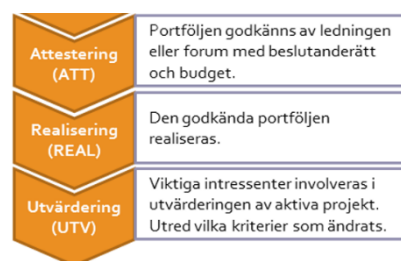 Attestering
(ATT)
Portföljen godkänns av ledningen
eller forum med beslutanderätt
och budget.
Realisering
(REAL)
Den godkända portföljen
realiseras.
Utvärdering
(UTV)
Viktiga intressenter involveras i
utvärderingen av aktiva projekt.
Utred vilka kriterier som ändrats.